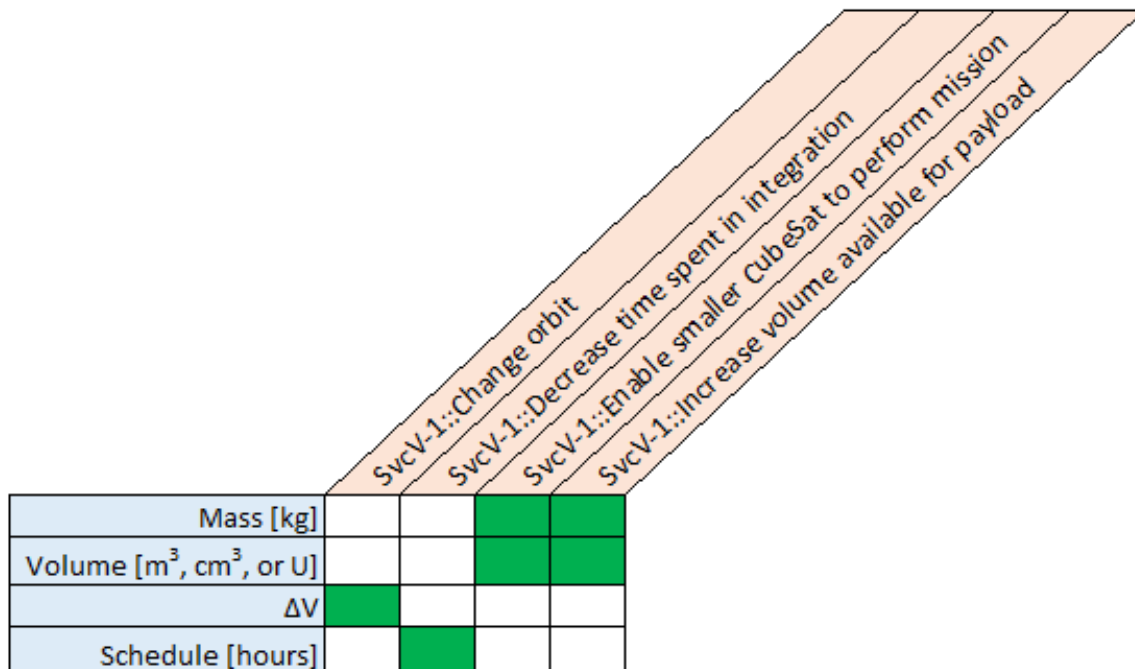 SvcV-1::Change orbit
SvcV-1::Decrease time spent in integration
SvcV-1::Enable smaller CubeSat to perform mission
SvcV-1::Increase volume available for payload
Mass [kg]
Volume [m³, cm³, or U]
ΔV
Schedule [hours]